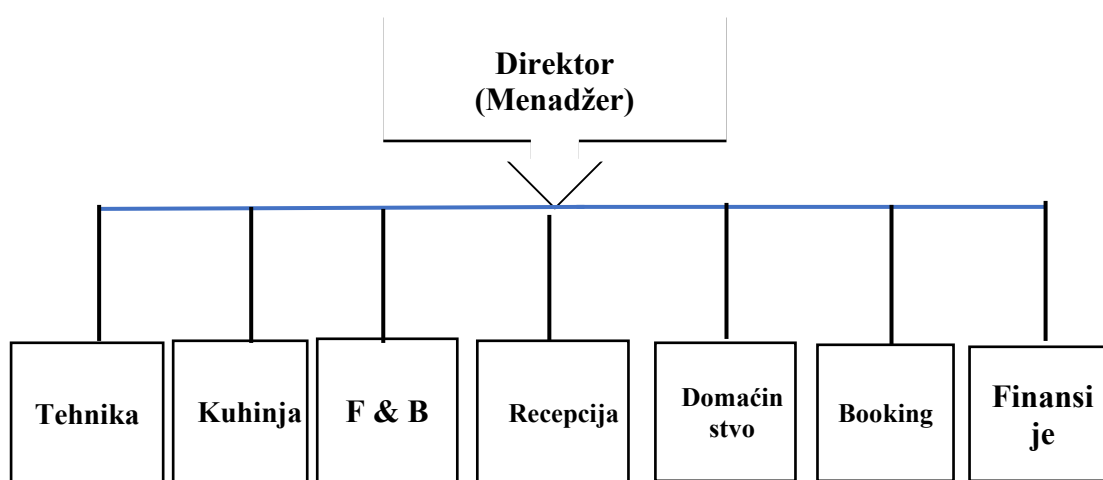 Direktor
(Menadžer)
Tehnika
Kuhinja
F & B
Recepcija
Domaćin
stvo
Booking
Finansi
je